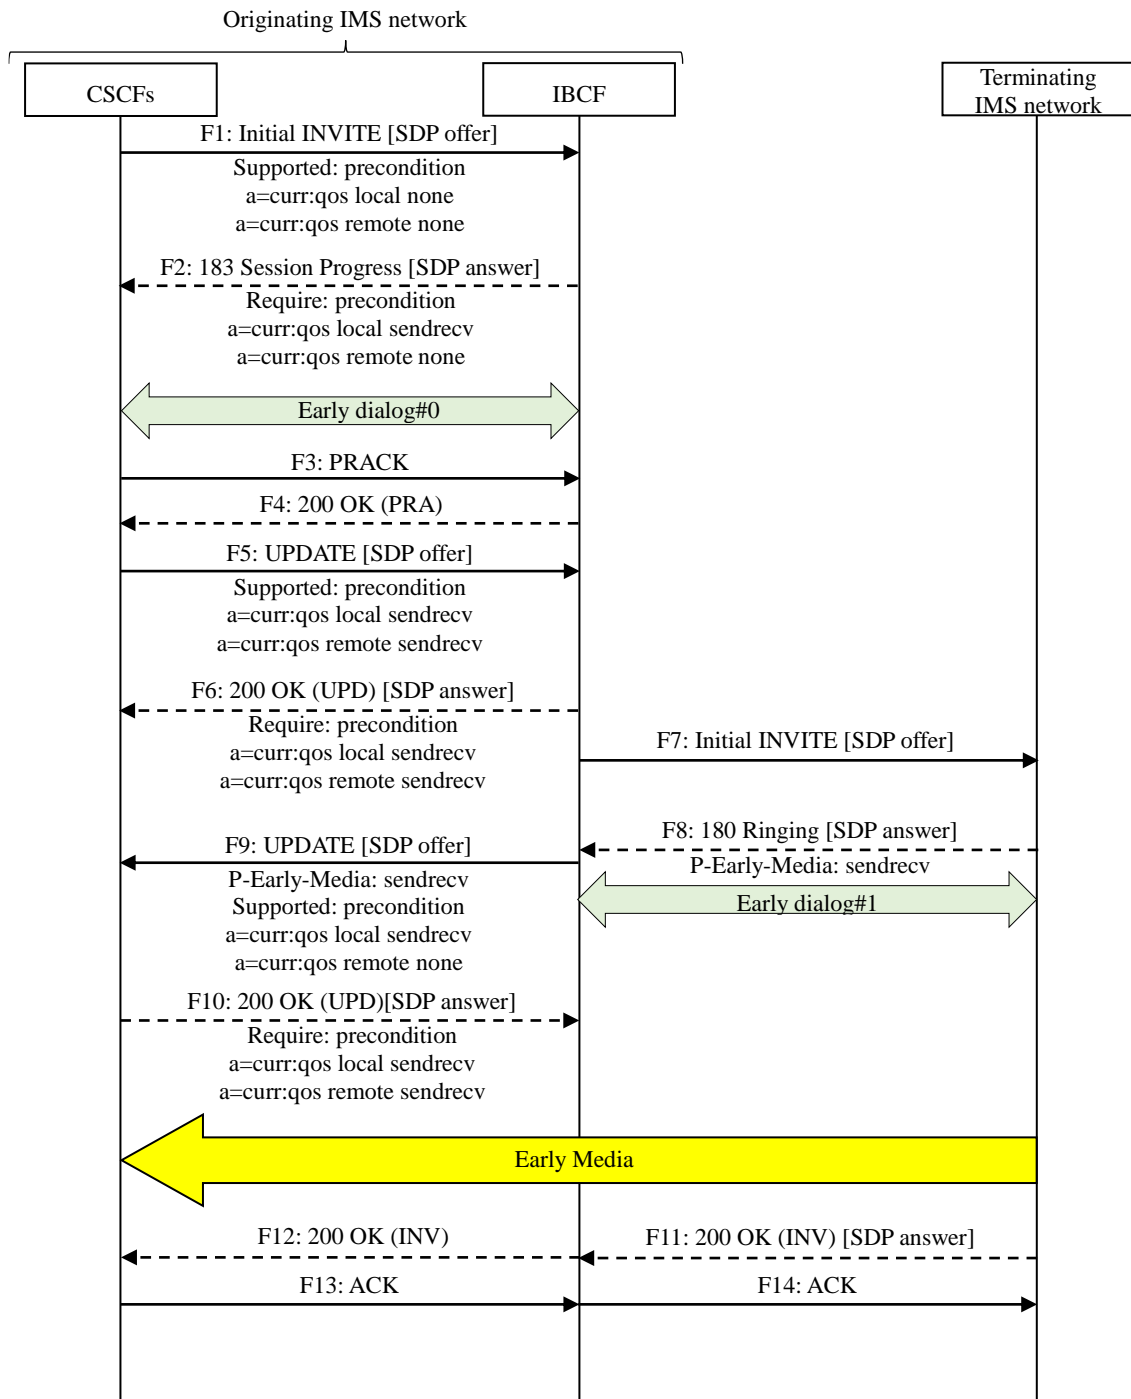 Originating IMS network
CSCFs
IBCF
Terminating
IMS network
F1: Initial INVITE [SDP offer]
Supported: precondition
a=curr:qos local none
a=curr:qos remote none
F2: 183 Session Progress [SDP answer]
Require: precondition
a=curr:qos local sendrecv
a=curr:qos remote none
Early dialog#0
F3: PRACK
F4: 200 OK (PRA)
F5: UPDATE [SDP offer]
Supported: precondition
a=curr:qos local sendrecv
a=curr:qos remote sendrecv
F6: 200 OK (UPD) [SDP answer]
Require: precondition
a=curr:qos local sendrecv
a=curr:qos remote sendrecv
F7: Initial INVITE [SDP offer]
F8: 180 Ringing [SDP answer]
P-Early-Media: sendrecv
Early dialog#1
F9: UPDATE [SDP offer]
P-Early-Media: sendrecv
Supported: precondition
a=curr:qos local sendrecv
a=curr:qos remote none
F10: 200 OK (UPD)[SDP answer]
Require: precondition
a=curr:qos local sendrecv
a=curr:qos remote sendrecv
Early Media
F12: 200 OK (INV)
F11: 200 OK (INV) [SDP answer]
F13: ACK
F14: ACK